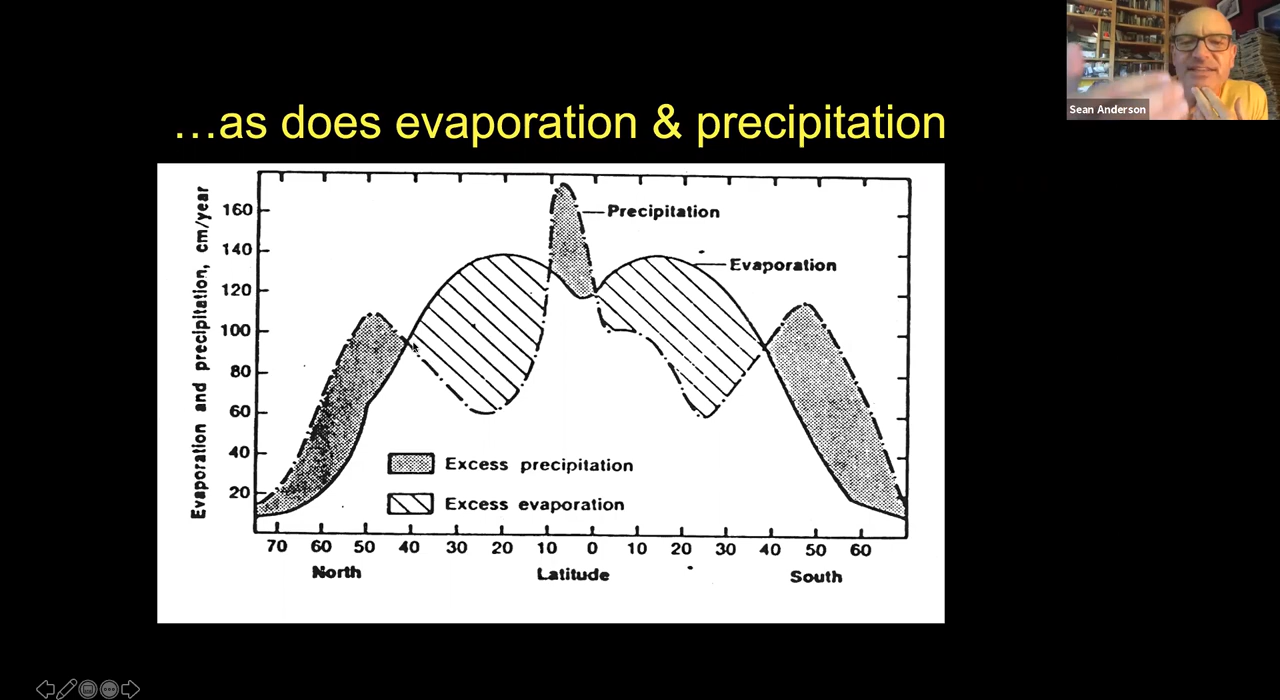 Sean Anderson
…as does evaporation & precipitation
Evaporation and precipitation, cm/year
160
140
120
100
80
60
40
20
Precipitation
Evaporation
Excess precipitation
Excess evaporation
70 60 50 40 30 20 10 0 10 20 30 40 50 60
North Latitude South